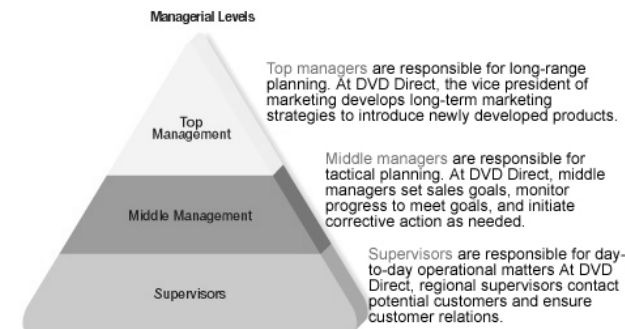 Managerial Levels
Top managers are responsible for long-range
planning. At DVD Direct, the vice president of
marketing develops long-term marketing
strategies to introduce newly developed products.
Top
Management
Middle managers are responsible for
tactical planning. At DVD Direct, middle
managers set sales goals, monitor
progress to meet goals, and initiate
corrective action as needed.
Middle Management
Supervisors are responsible for day-
to-day operational matters At DVD
Direct, regional supervisors contact
potential customers and ensure
customer relations.
Supervisors